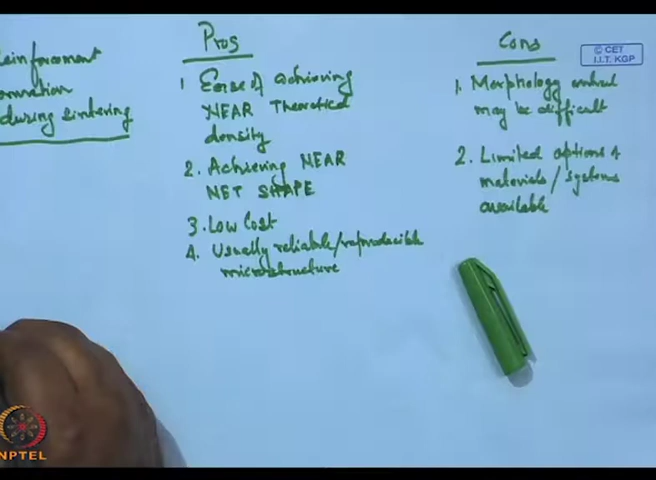 Reinforcement
formation
during sintering
Pros
1 Ease of achieving
NEAR Theoretical
density
2. Achieving NEAR
NET SHAPE
3. Low Cost
4. Usually reliable/reproducible
microstructure
Cons
1. Morphology control
may be difficult
2. Limited options of
materials/systems
available
© CET
I.I.T. KGP
NPTEL